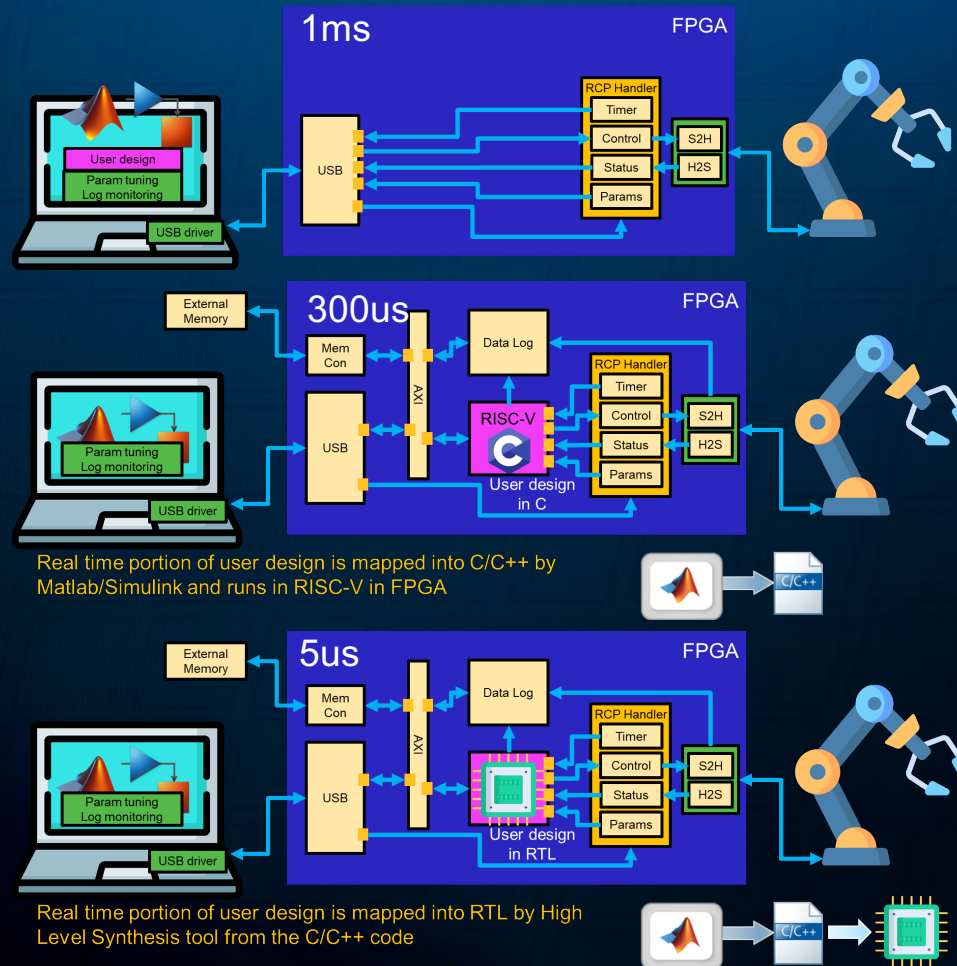 1ms
FPGA
RCP Handler
Timer
Control
Status
Params
S2H
H2S
USB
User design
Param tuning
Log monitoring
USB driver
External
Memory
300us
FPGA
Mem
Con
AXI
Data Log
RCP Handler
Timer
Control
Status
Params
S2H
H2S
RISC-V
C
User design
in C
USB
Param tuning
Log monitoring
USB driver
Real time portion of user design is mapped into C/C++ by
Matlab/Simulink and runs in RISC-V in FPGA
C/C++
External
Memory
5us
FPGA
Mem
Con
AXI
Data Log
RCP Handler
Timer
Control
Status
Params
S2H
H2S
User design
in RTL
USB
Param tuning
Log monitoring
USB driver
Real time portion of user design is mapped into RTL by High
Level Synthesis tool from the C/C++ code
C/C++